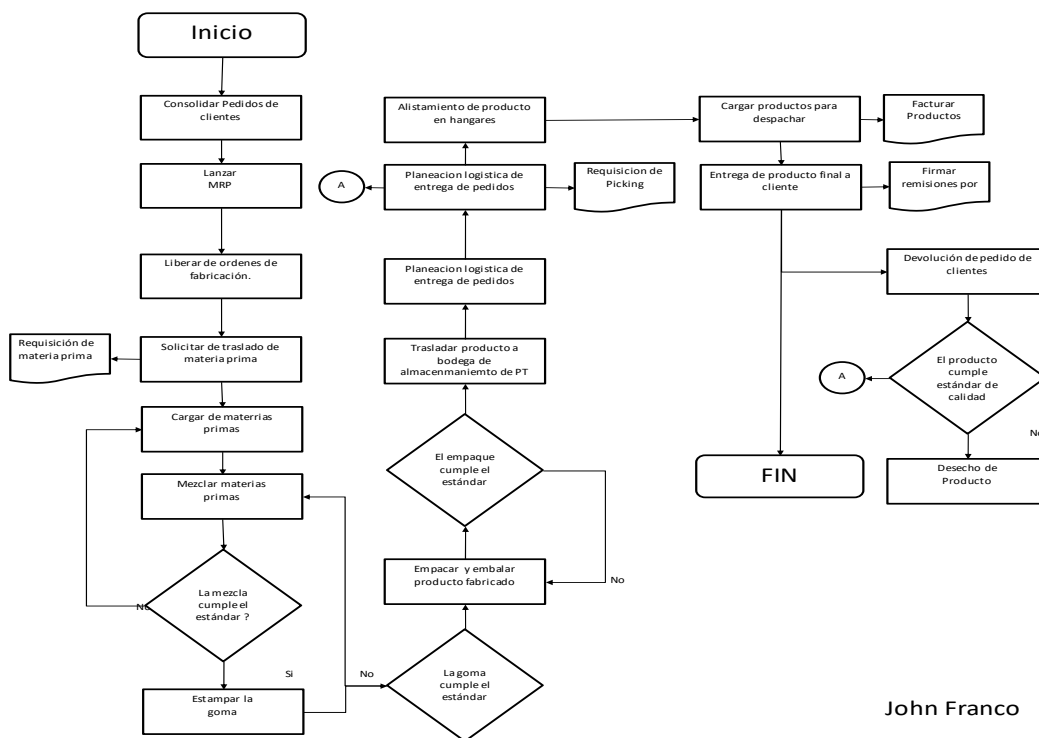 Inicio
Consolidar Pedidos de
clientes
Lanzar
MRP
Liberar de ordenes de
fabricación.
Requisición de
materia prima
Solicitar de traslado de
materia prima
Cargar de materrias
primas
Mezclar materias
primas
La mezcla
cumple el
estándar ?
No
Si
Estampar la
goma
No
La goma
cumple el
estándar
Empacar y embalar
producto fabricado
No
El empaque
cumple el
estándar
Trasladar producto a
bodega de
almacenmaniemto de PT
Planeacion logistica de
entrega de pedidos
A
Planeacion logistica de
entrega de pedidos
Requisicion de
Picking
Alistamiento de producto
en hangares
Cargar productos para
despachar
Facturar
Productos
Entrega de producto final a
cliente
Firmar
remisiones por
Devolución de pedido de
clientes
El producto
cumple
estándar de
calidad
A
No
Desecho de
Producto
FIN
John Franco